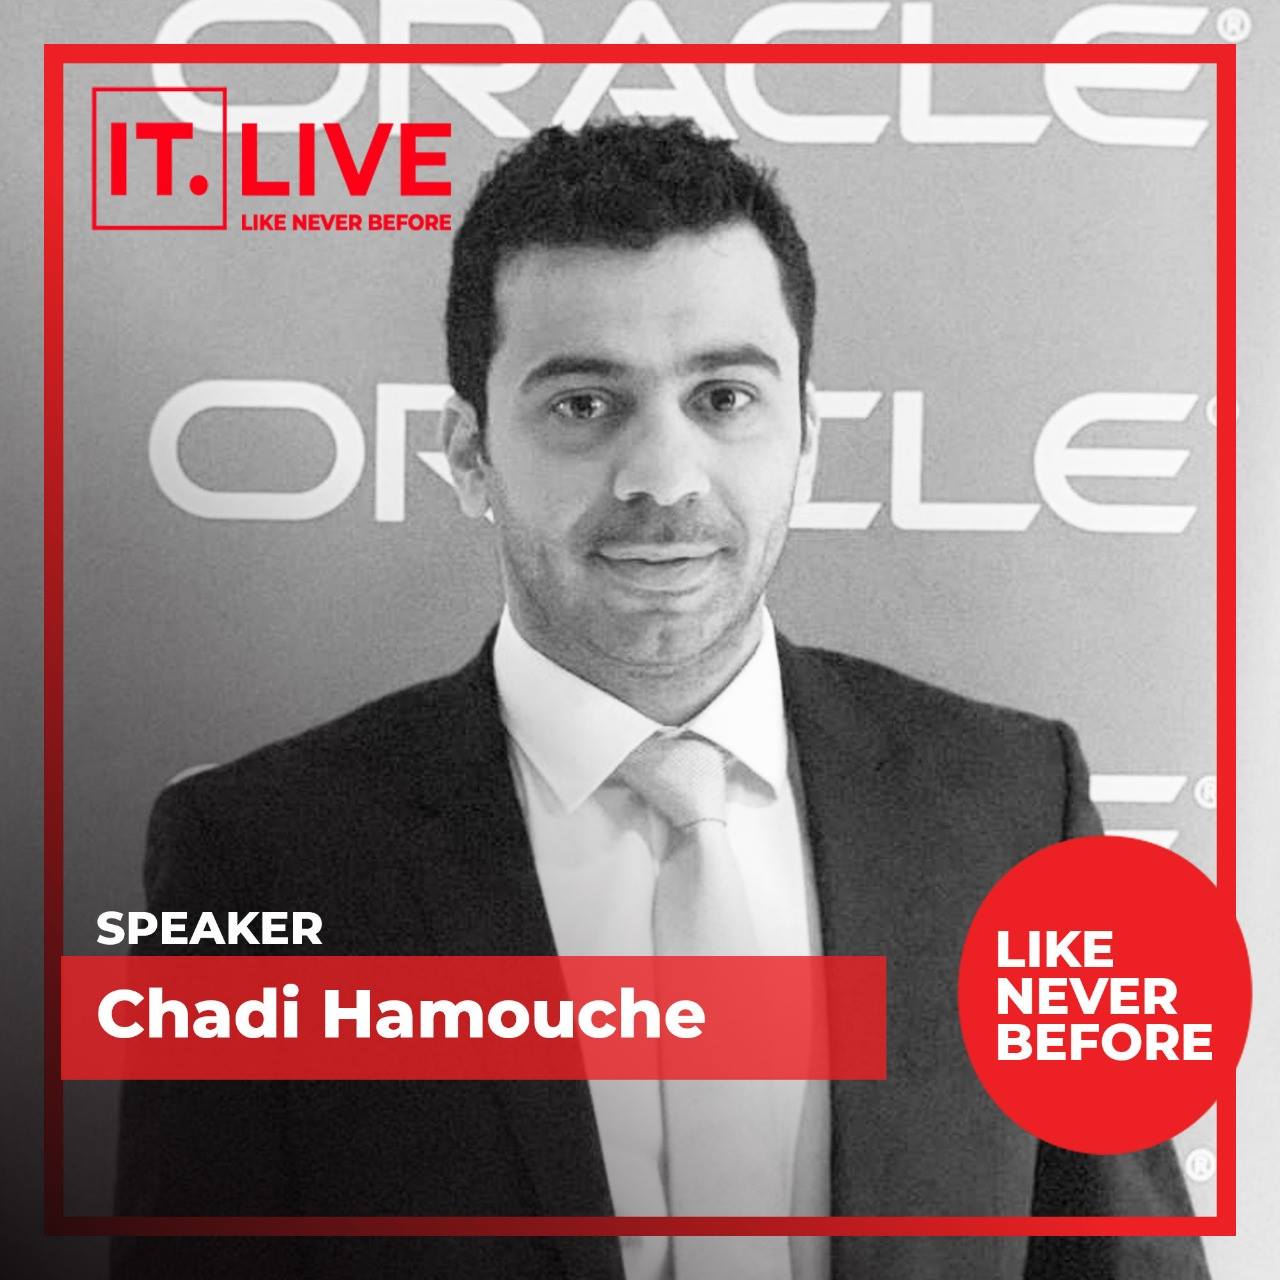 ORACLE®
IT. LIVE
LIKE NEVER BEFORE
ORACLE
®
SPEAKER
Chadi Hamouche
LIKE
NEVER
BEFORE
®